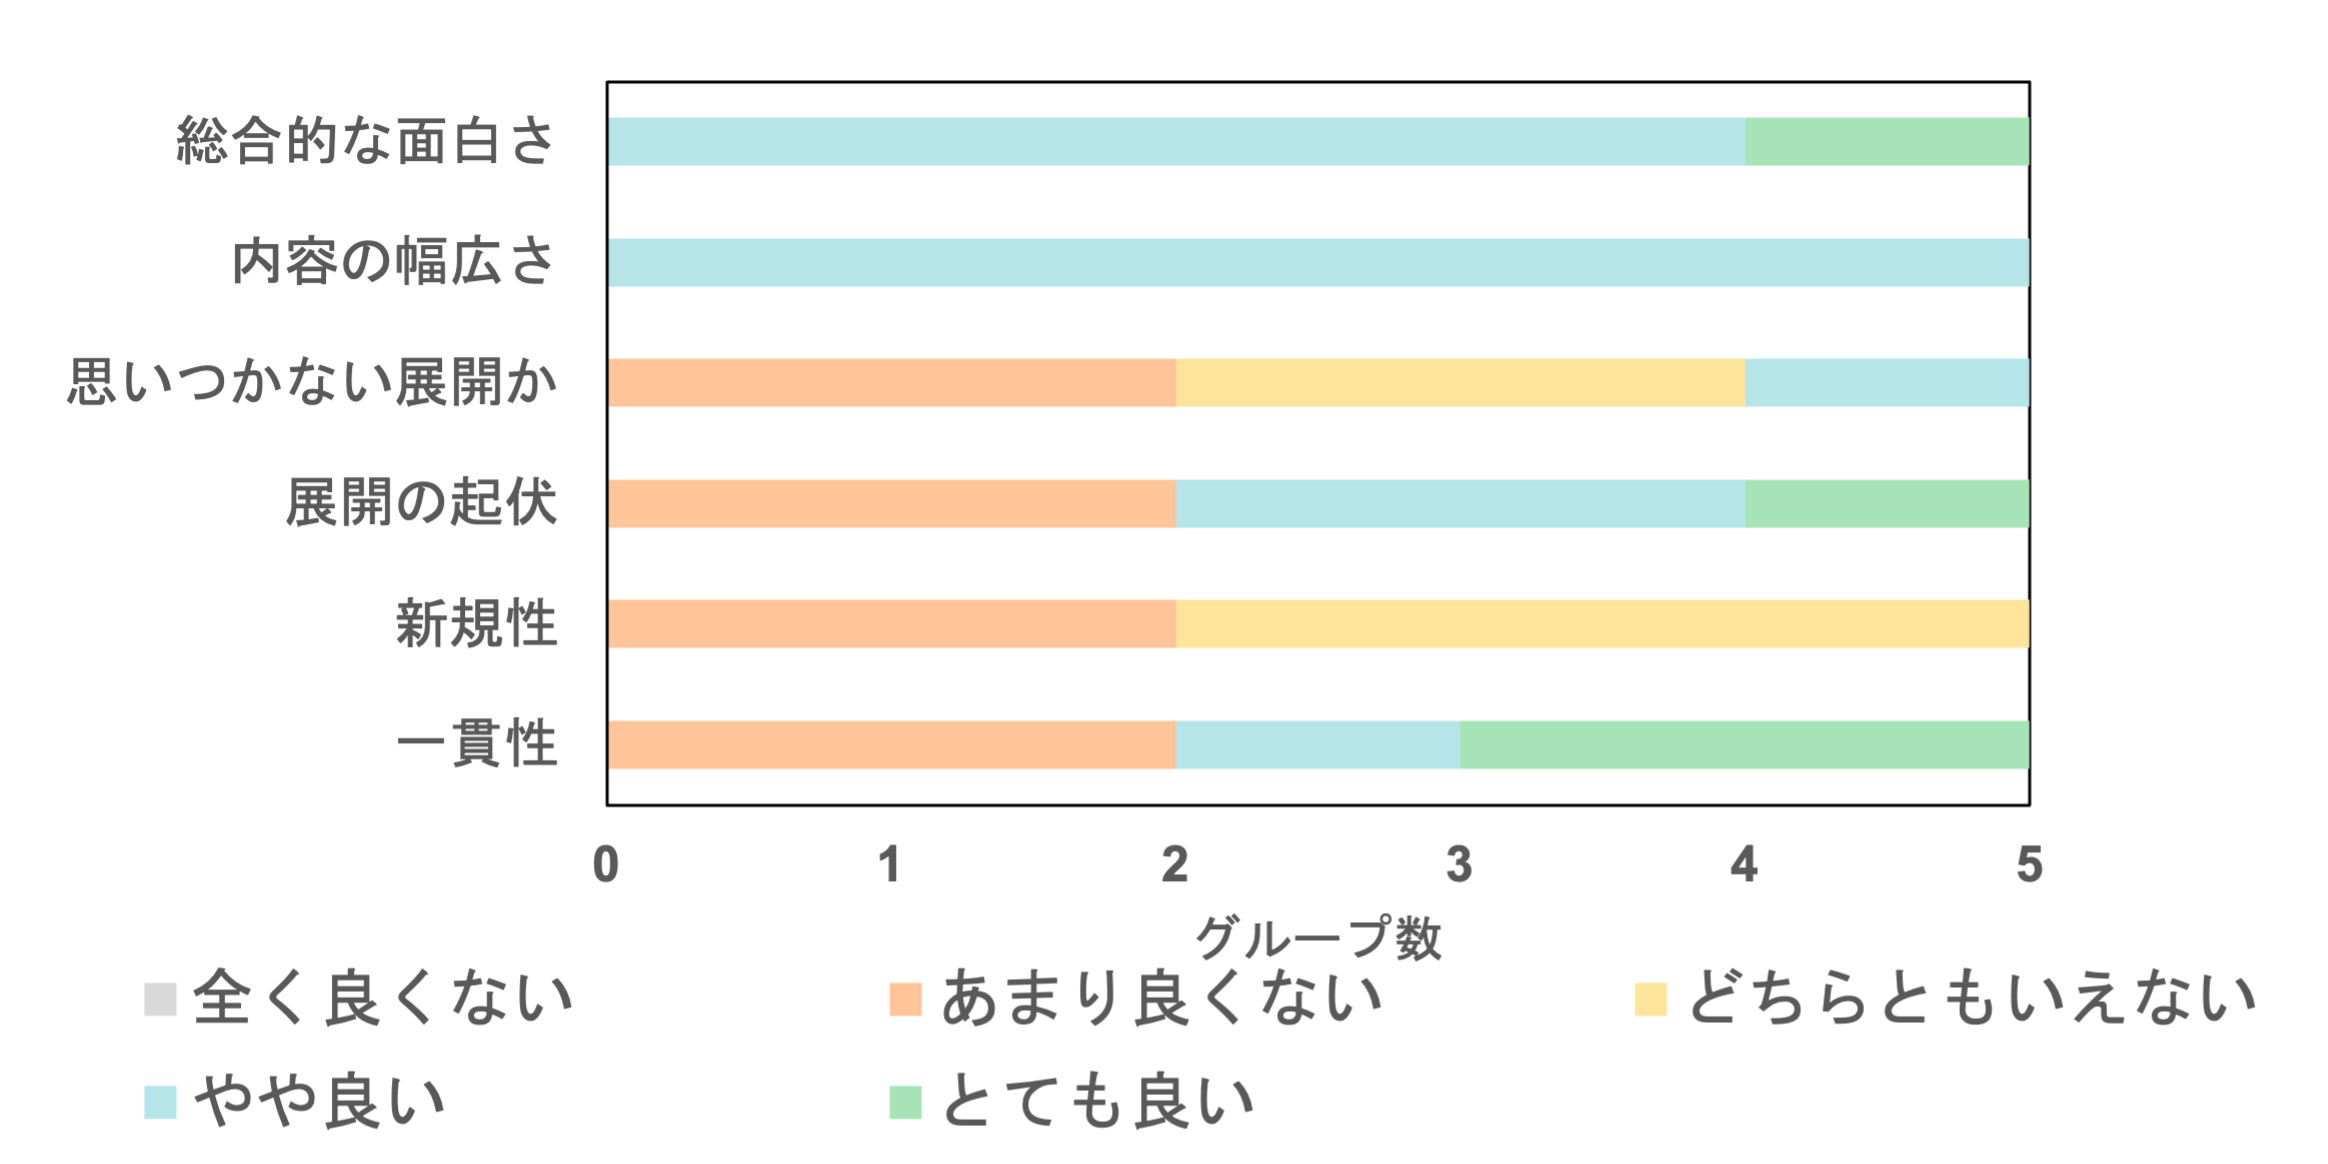 総合的な面白さ
内容の幅広さ
思いつかない展開か
展開の起伏
新規性
一貫性
0 1 2 3 4 5
グループ数
全く良くない あまり良くない どちらともいえない
やや良い とても良い